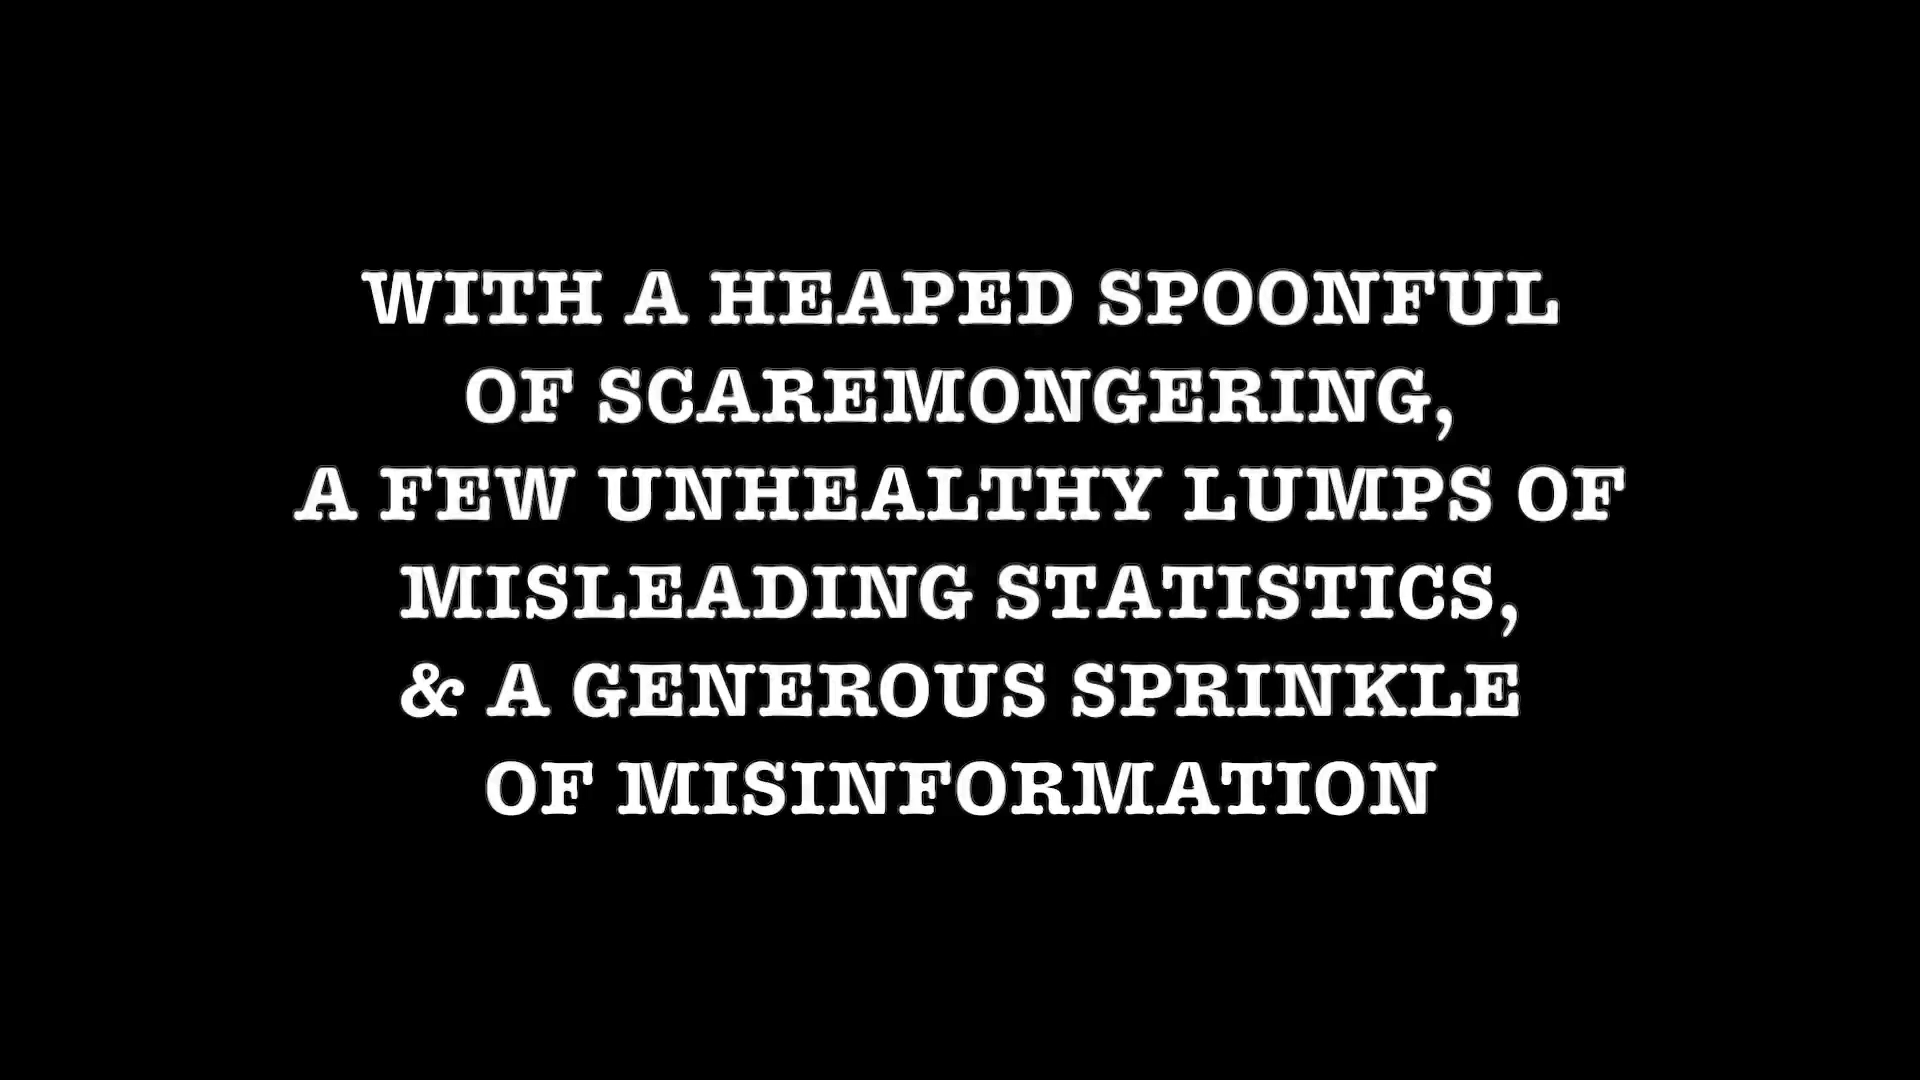 WITH A HEAPED SPOONFUL
OF SCAREMONGERING,
A FEW UNHEALTHY LUMPS OF
MISLEADING STATISTICS,
& A GENEROUS SPRINKLE
OF MISINFORMATION